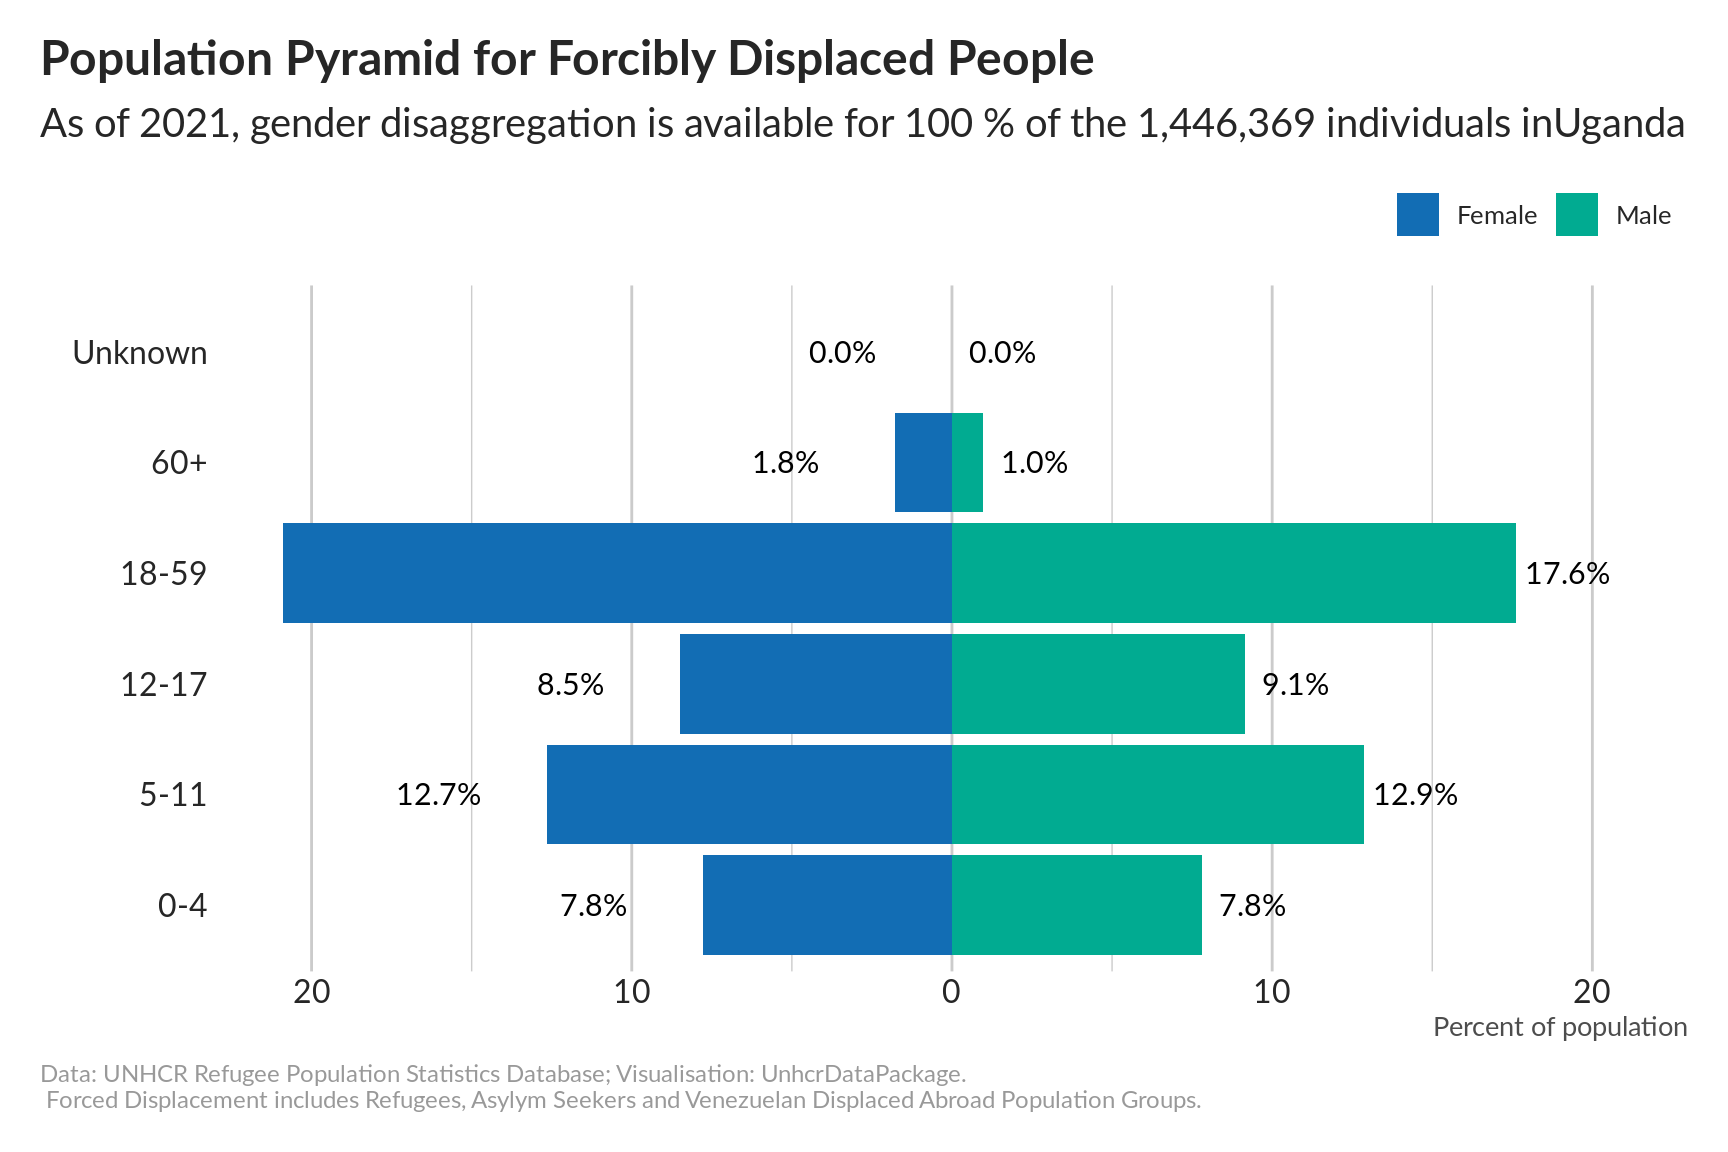 Population Pyramid for Forcibly Displaced People
As of 2021, gender disaggregation is available for 100 % of the 1,446,369 individuals inUganda
Female Male
Unknown 0.0% 0.0%
60+ 1.8% 1.0%
18-59 17.6%
12-17 8.5% 9.1%
5-11 12.7% 12.9%
0-4 7.8% 7.8%
20 10 0 10 20
Percent of population
Data: UNHCR Refugee Population Statistics Database; Visualisation: UnhcrDataPackage.
Forced Displacement includes Refugees, Asylym Seekers and Venezuelan Displaced Abroad Population Groups.